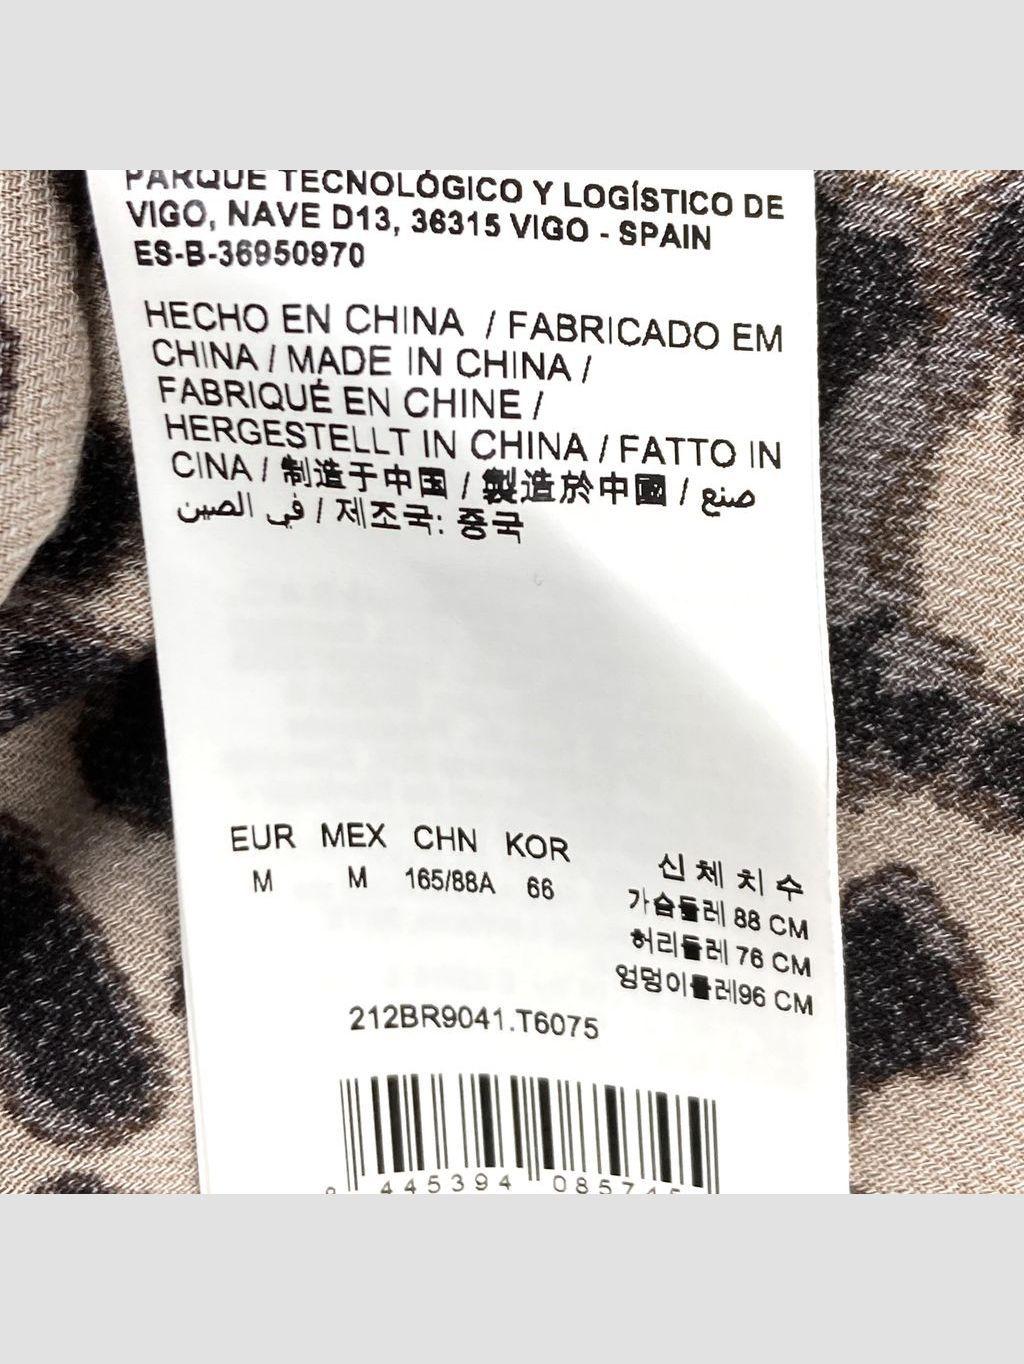 PARQUE TECNOLÓGICO Y LOGÍSTICO DE
VIGO, NAVE D13, 36315 VIGO - SPAIN
ES-B-36950970
HECHO EN CHINA / FABRICADO EM
CHINA / MADE IN CHINA /
FABRIQUÉ EN CHINE /
HERGESTELLT IN CHINA / FATTO IN
CINA / 制造于中国 / 製造於中國 / صنع
في الصين / 제조국: 중국
EUR MEX CHN KOR
M M 165/88A 66
신체치수
가슴둘레 88 CM
허리둘레 76 CM
엉덩이둘레96 CM
212BR9041.T6075
445394